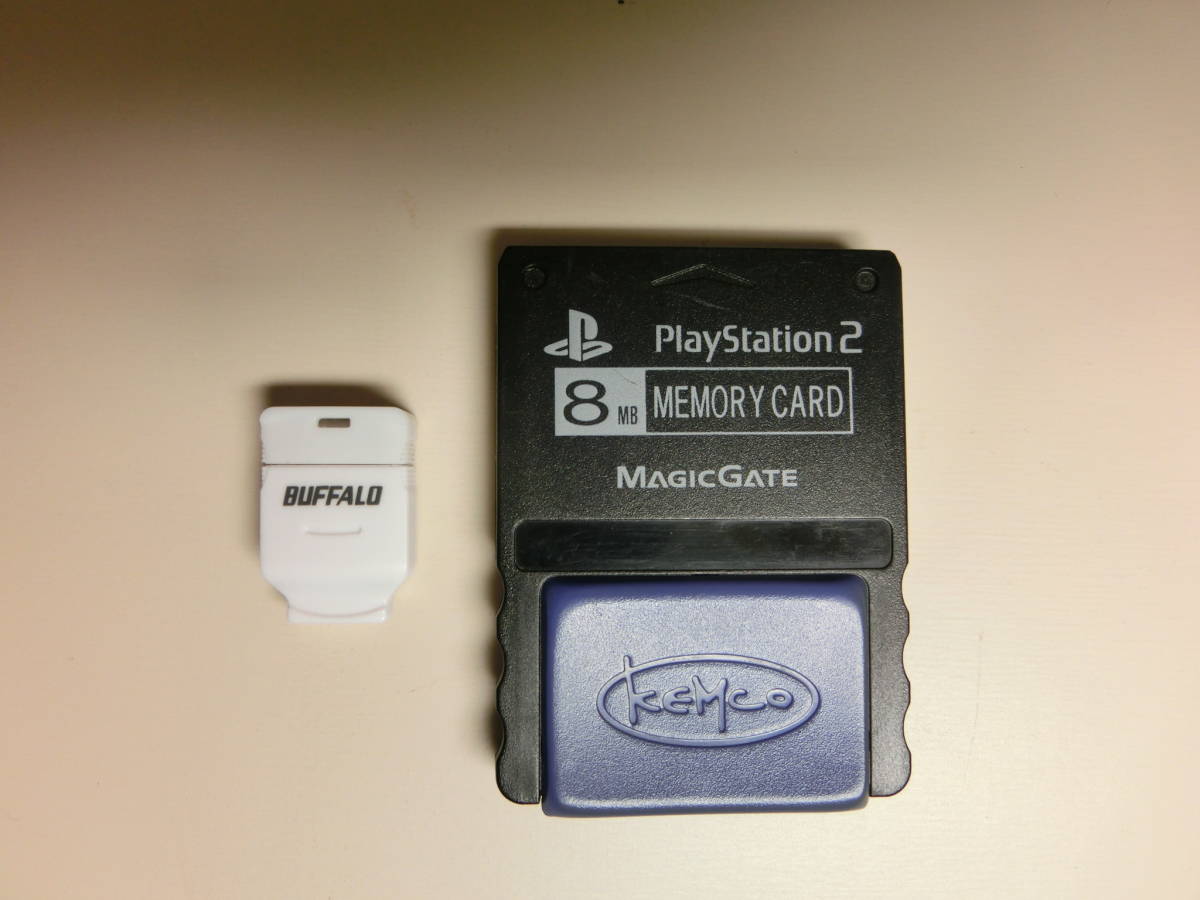 BUFFALO
PlayStation 2
8 MB MEMORY CARD
MAGICGATE
KEMCO